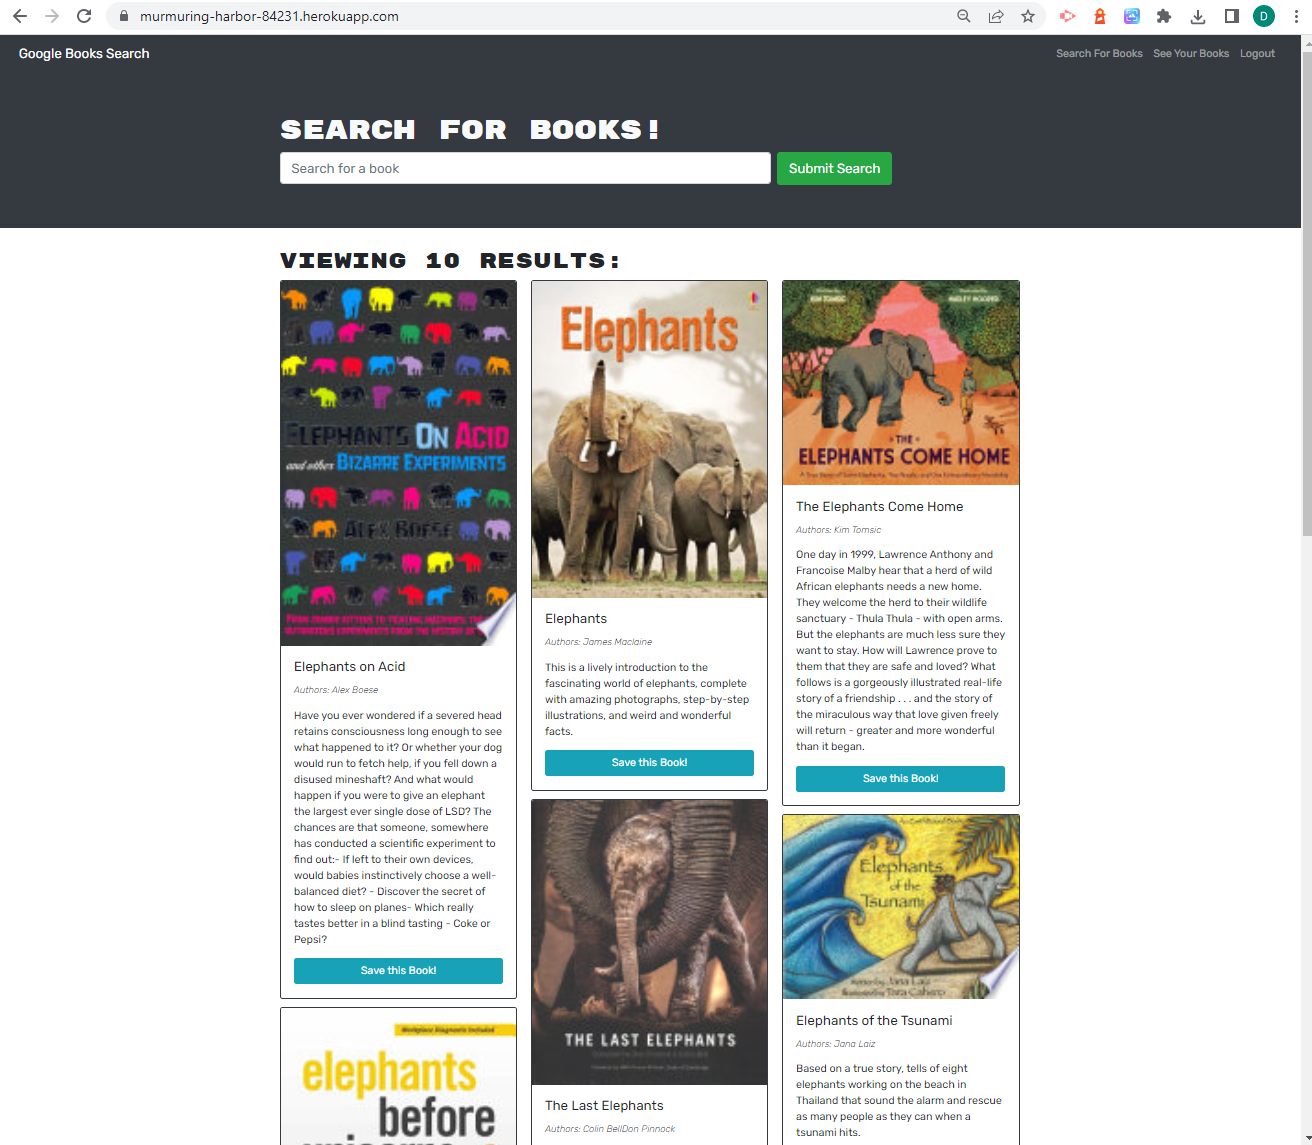 murmuring-harbor-84231.herokuapp.com
D
Google Books Search
Search For Books
See Your Books
Logout
SEARCH FOR BOOKS!
Search for a book
Submit Search
VIEWING 10 RESULTS:
ELEPHANTS ON ACID
and other BIZARRE EXPERIMENTS
ALEX BOESE
Elephants on Acid
Authors: Alex Boese
Have you ever wondered if a severed head
retains consciousness long enough to see
what happened to it? Or whether your dog
would run to fetch help, if you fell down a
disused mineshaft? And what would
happen if you were to give an elephant
the largest ever single dose of LSD? The
chances are that someone, somewhere
has conducted a scientific experiment to
find out:- If left to their own devices,
would babies instinctively choose a well-
balanced diet? - Discover the secret of
how to sleep on planes- Which really
tastes better in a blind tasting - Coke or
Pepsi?
Save this Book!
elephants
before
Elephants
Elephants
Authors: James Maclaine
This is a lively introduction to the
fascinating world of elephants, complete
with amazing photographs, step-by-step
illustrations, and weird and wonderful
facts.
Save this Book!
THE LAST ELEPHANTS
The Last Elephants
Authors: Colin BellDon Pinnock
KIM TOMSIC
HADLEY HOOPER
THE
ELEPHANTS COME HOME
The Elephants Come Home
Authors: Kim Tomsic
One day in 1999, Lawrence Anthony and
Francoise Malby hear that a herd of wild
African elephants needs a new home.
They welcome the herd to their wildlife
sanctuary - Thula Thula - with open arms.
But the elephants are much less sure they
want to stay. How will Lawrence prove to
them that they are safe and loved? What
follows is a gorgeously illustrated real-life
story of a friendship . . . and the story of
the miraculous way that love given freely
will return - greater and more wonderful
than it began.
Save this Book!
Elephants
of the
Tsunami
Elephants of the Tsunami
Authors: Jana Laiz
Based on a true story, tells of eight
elephants working on the beach in
Thailand that sound the alarm and rescue
as many people as they can when a
tsunami hits.